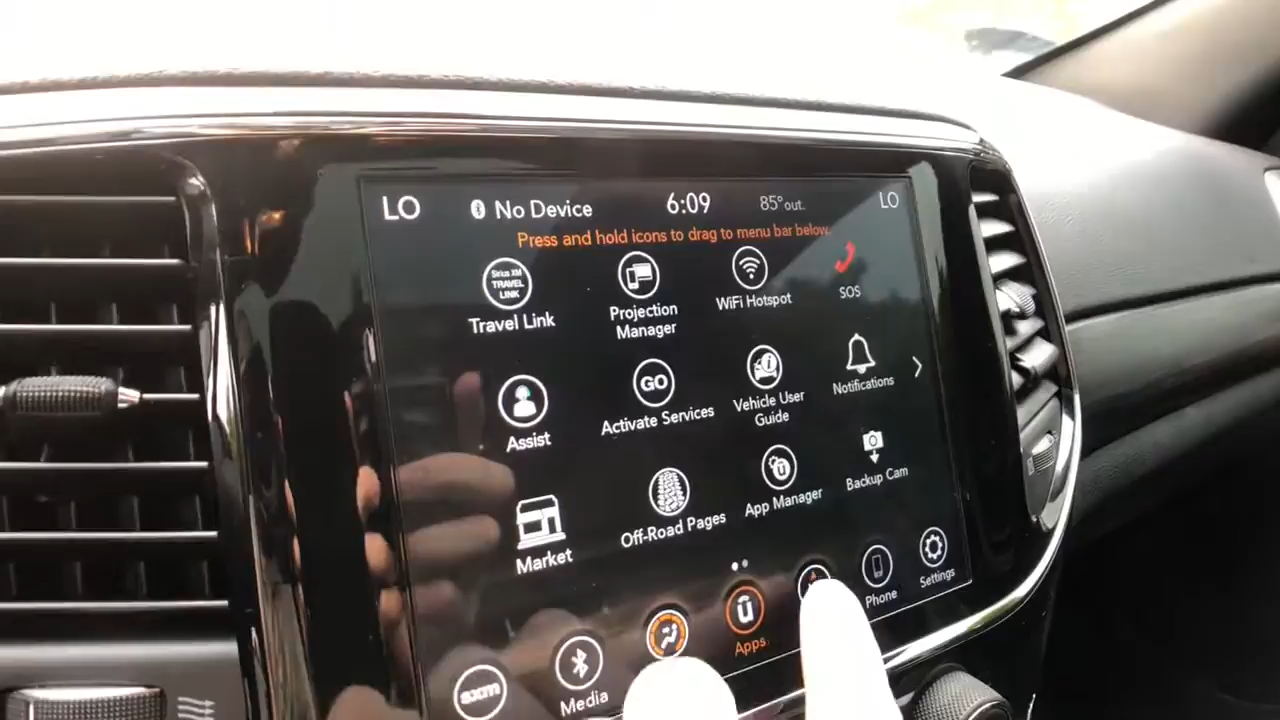 LO No Device 6:09 85° out. LO
Press and hold icons to drag to menu bar below.
Sirius XM
TRAVEL
LINK
Travel Link
Projection
Manager
WiFi Hotspot
SOS
Assist
GO
Activate Services
Vehicle User
Guide
Notifications
Market
Off-Road Pages
App Manager
Backup Cam
sxm
Media
Apps
Phone
Settings